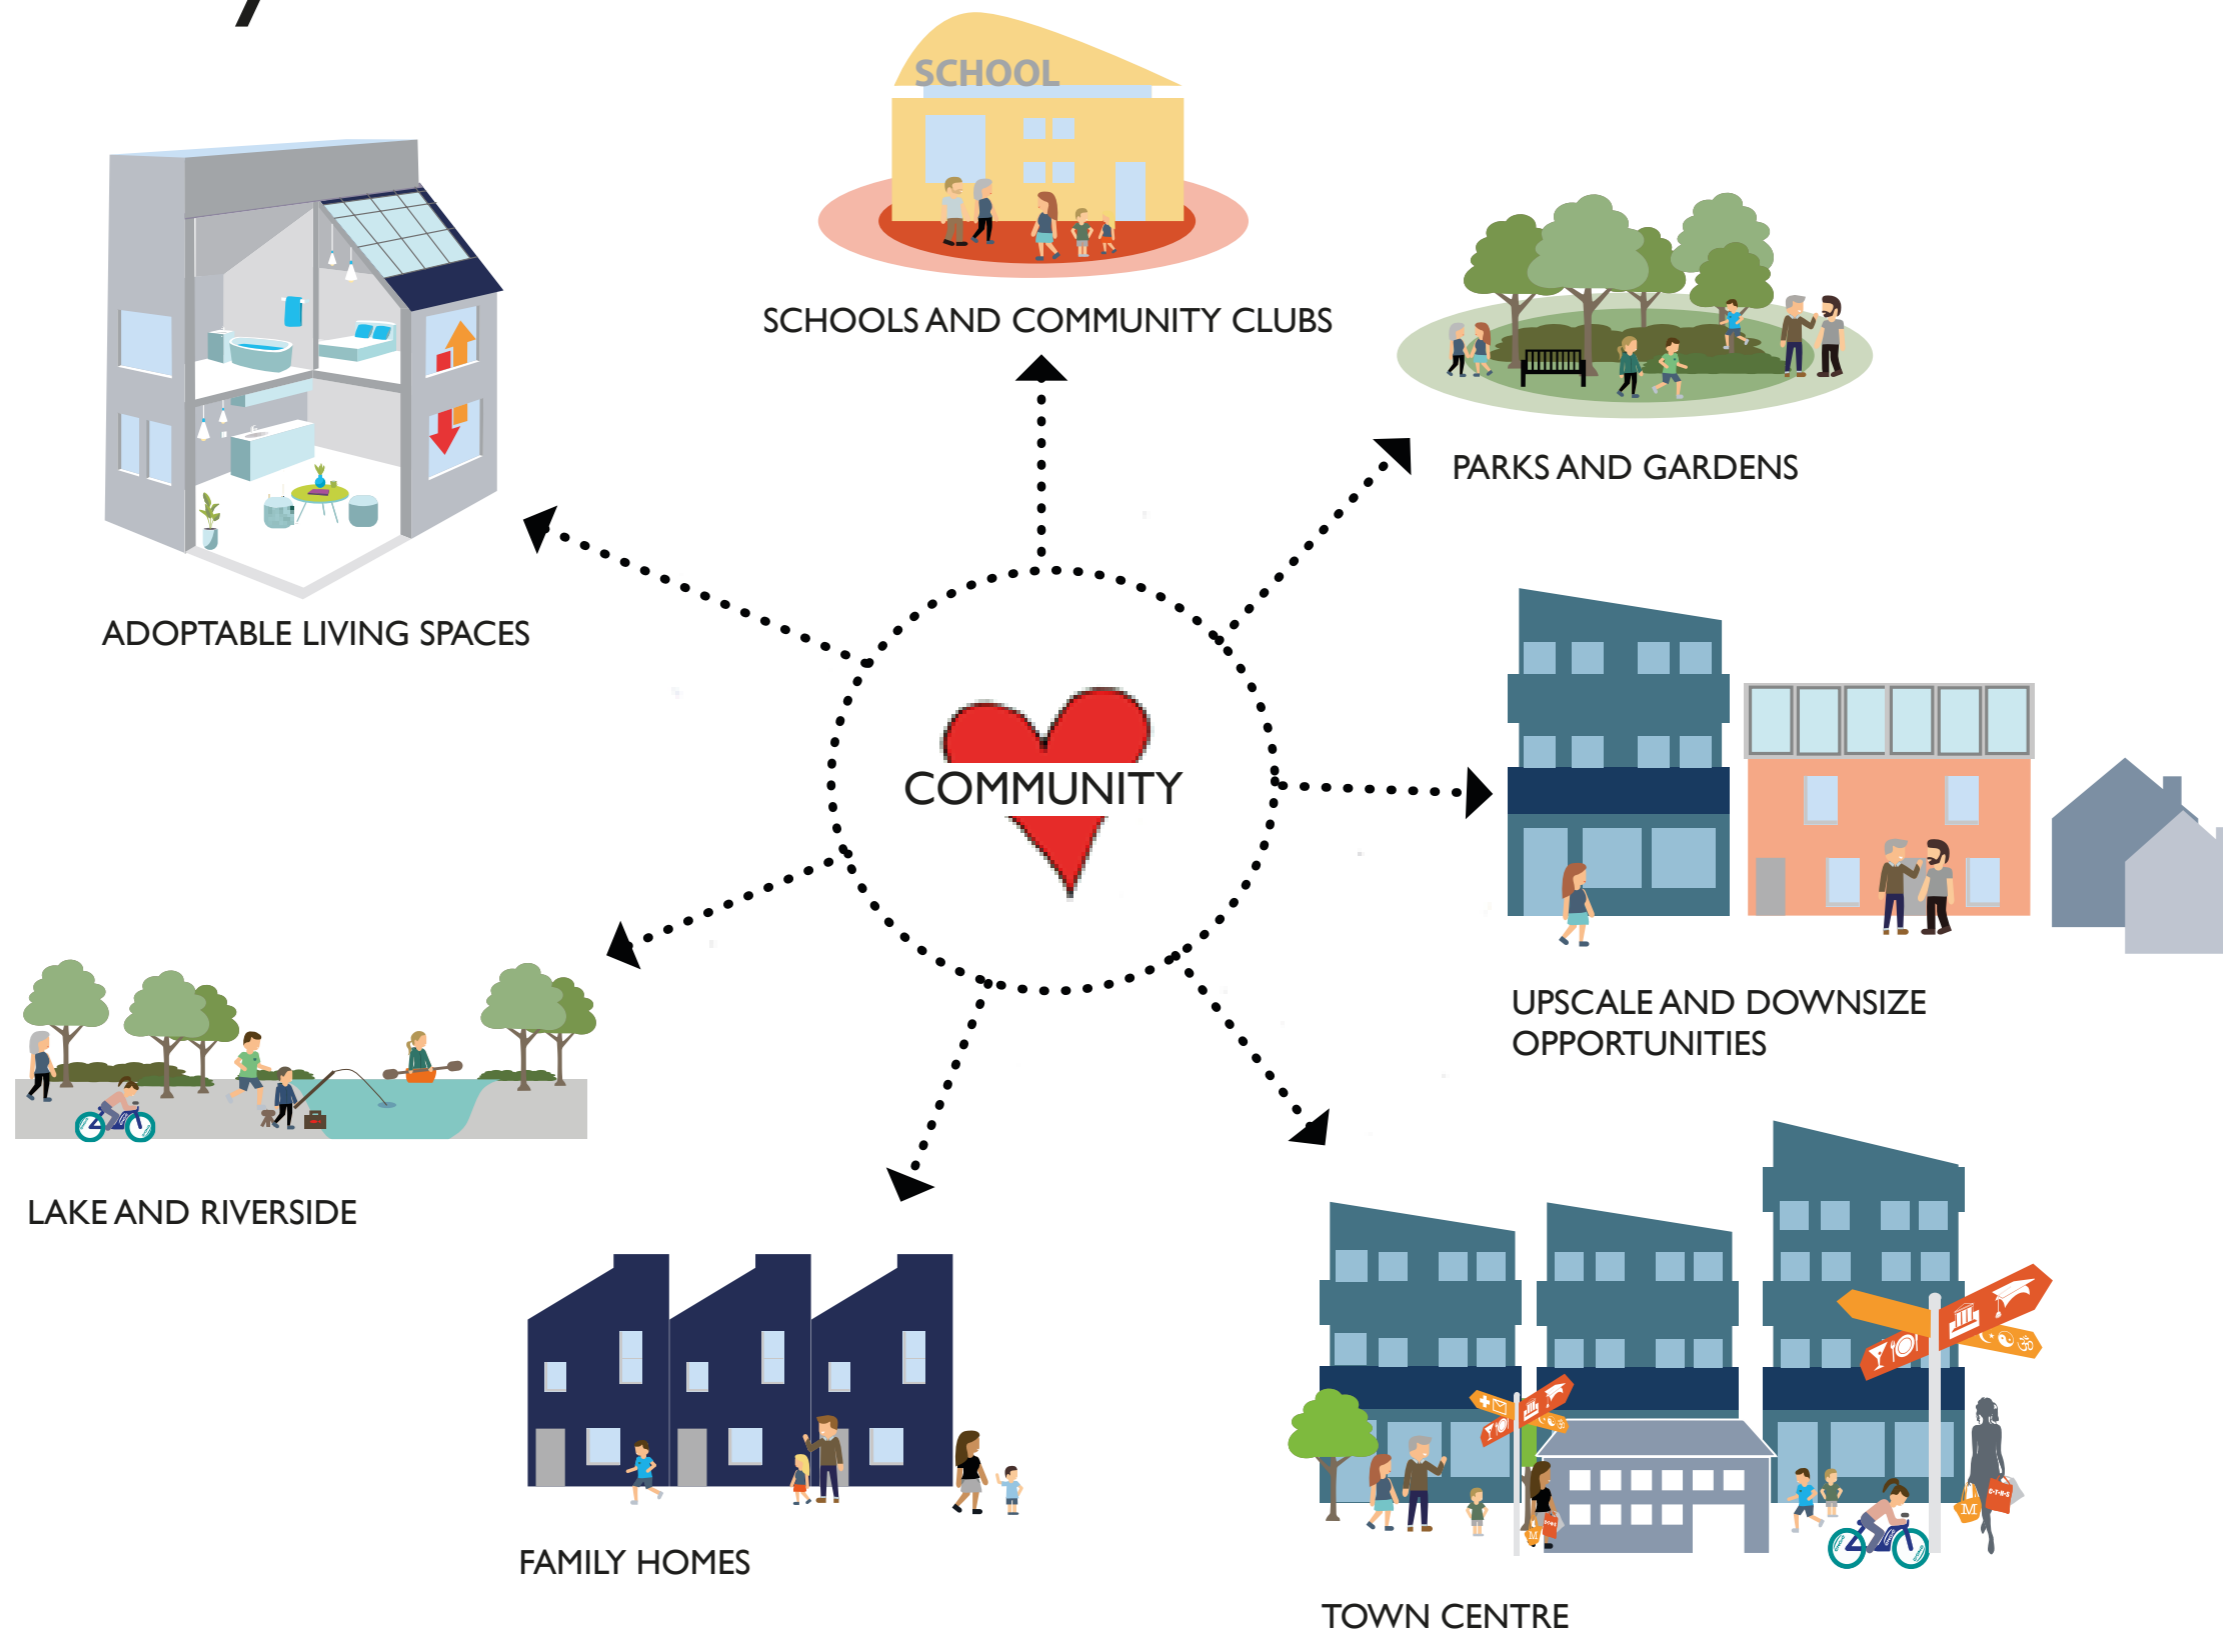 SCHOOL
SCHOOLS AND COMMUNITY CLUBS
PARKS AND GARDENS
ADOPTABLE LIVING SPACES
COMMUNITY
UPSCALE AND DOWNSIZE
OPPORTUNITIES
LAKE AND RIVERSIDE
FAMILY HOMES
M
M
TOWN CENTRE